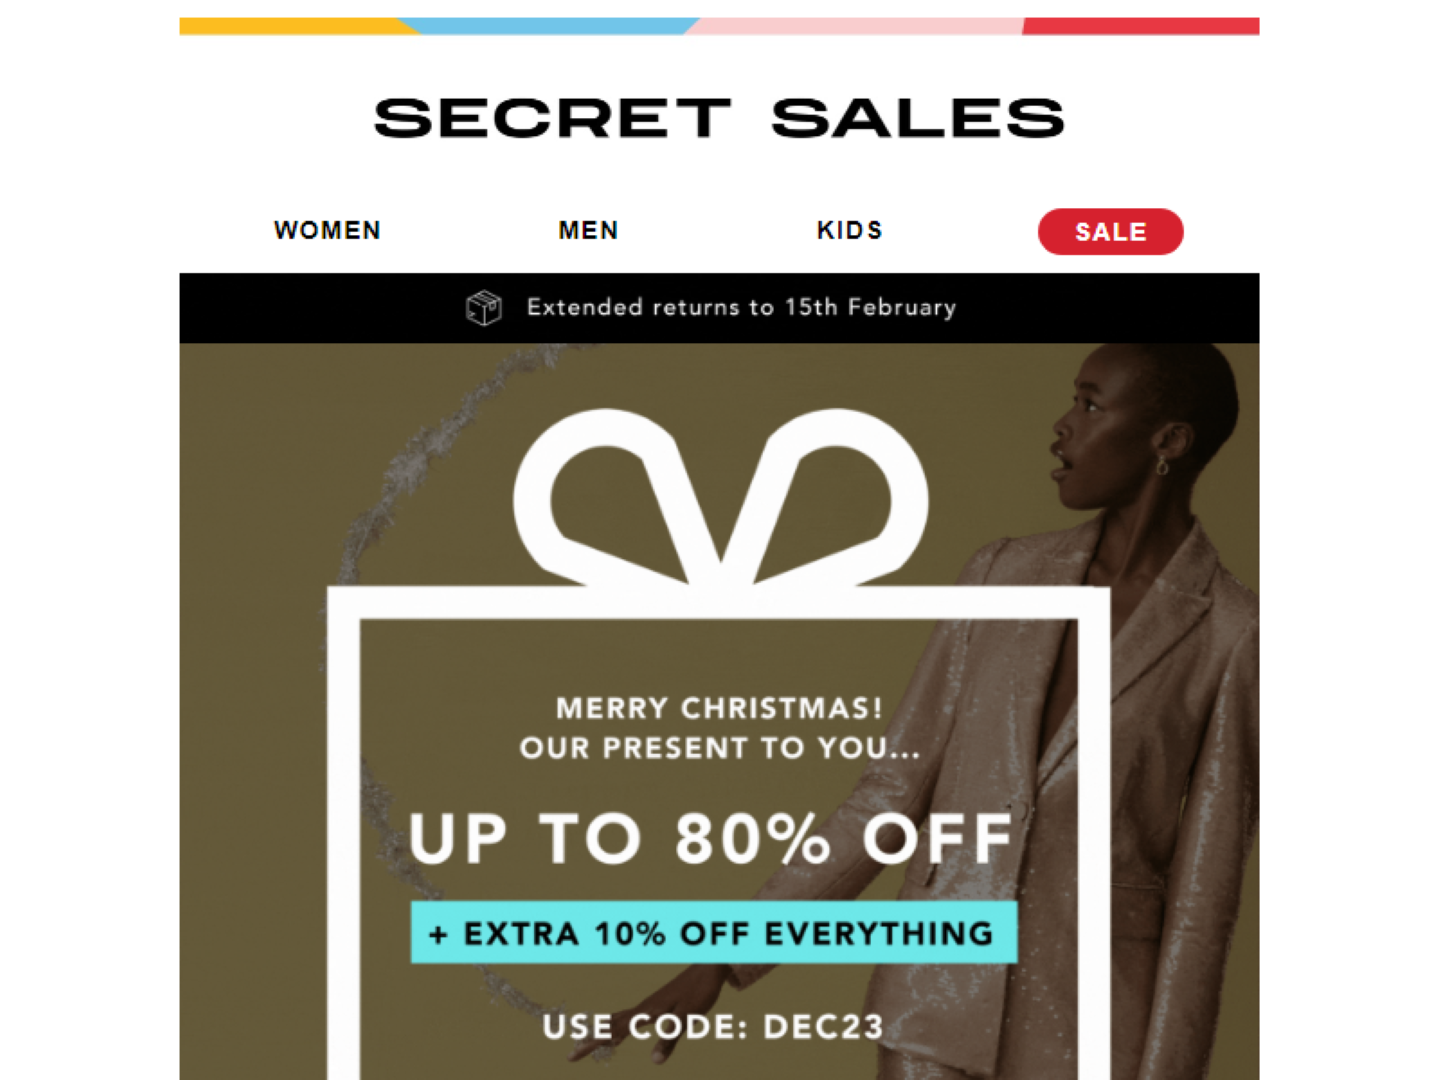 SECRET SALES
WOMEN MEN KIDS SALE
Extended returns to 15th February
MERRY CHRISTMAS!
OUR PRESENT TO YOU...
UP TO 80% OFF
+ EXTRA 10% OFF EVERYTHING
USE CODE: DEC23